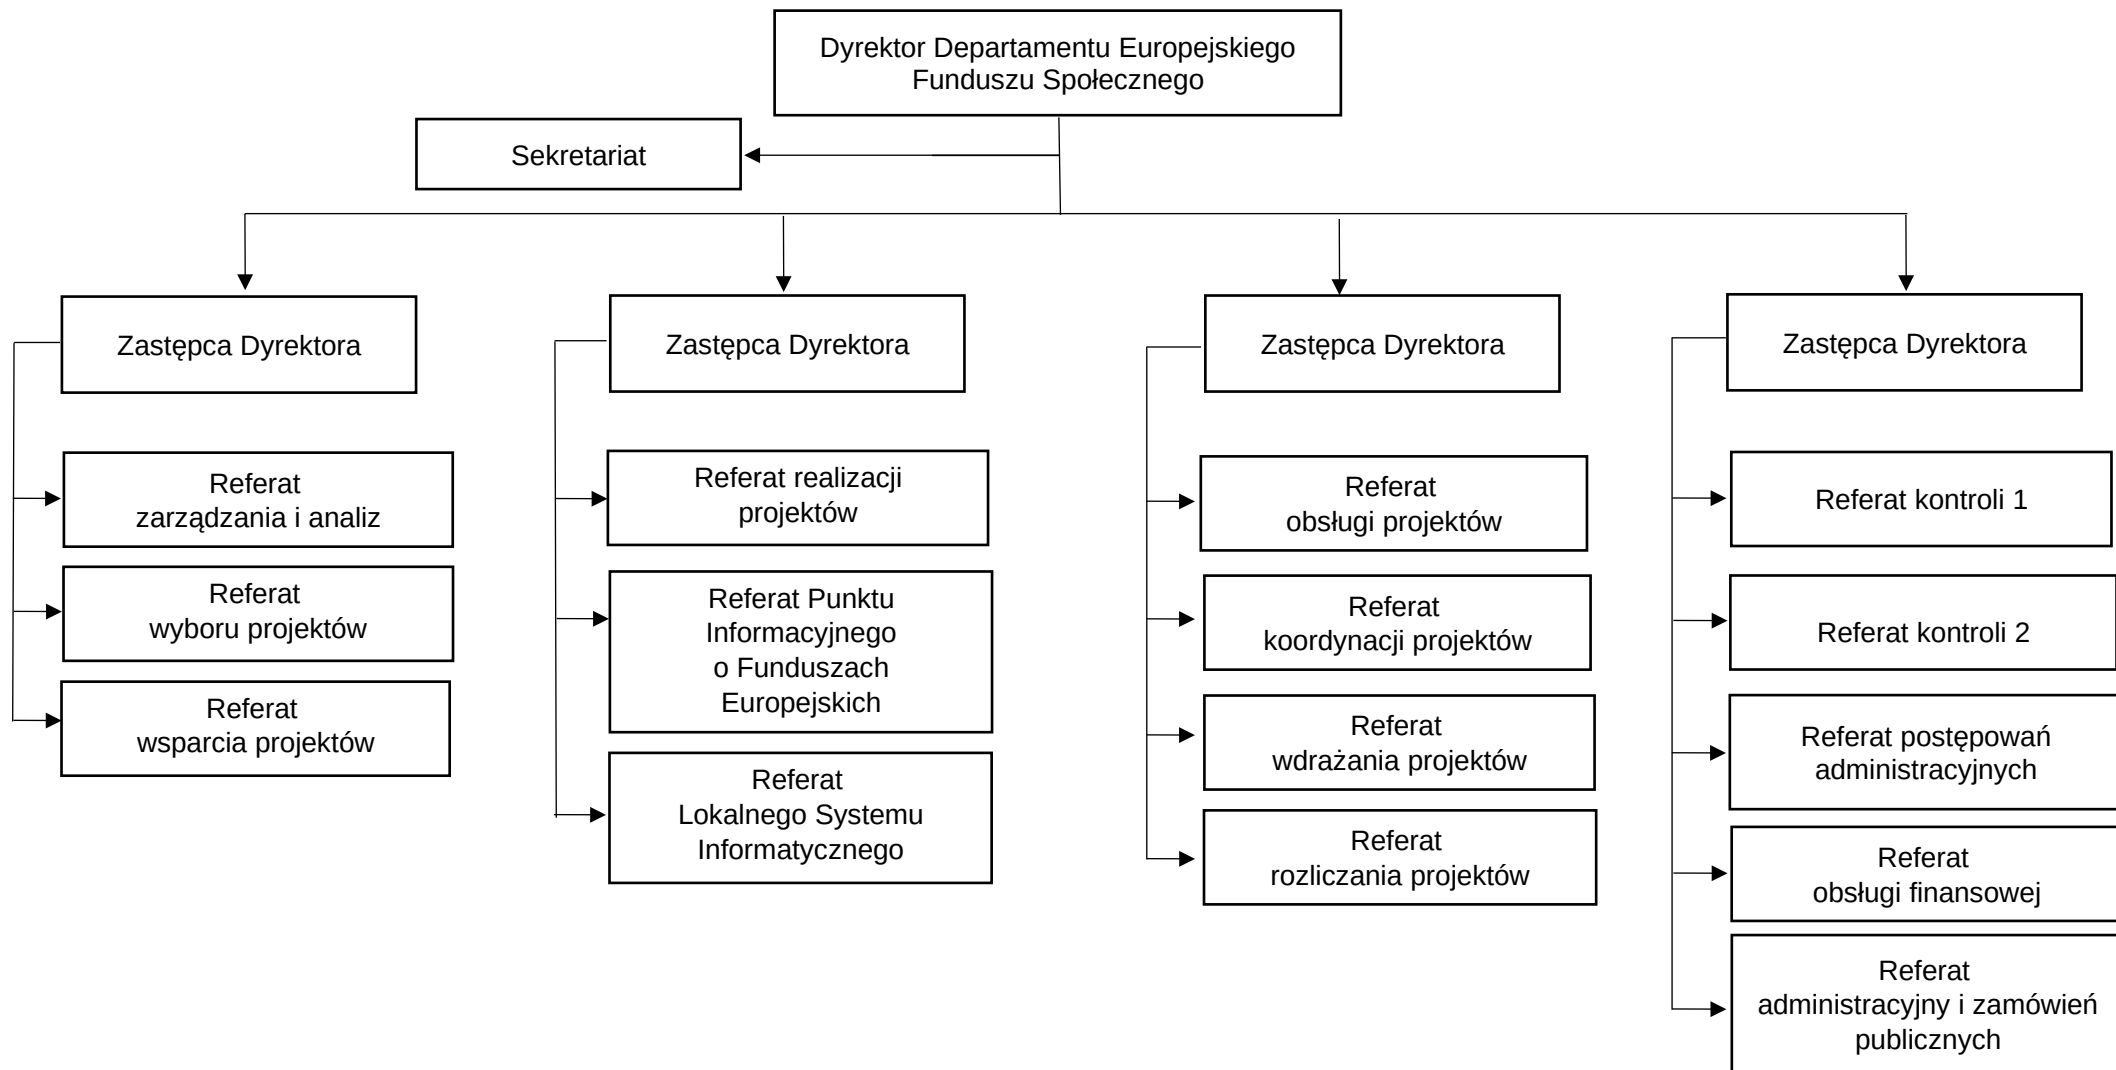 Dyrektor Departamentu Europejskiego
Funduszu Społecznego
Sekretariat
Zastępca Dyrektora
Zastępca Dyrektora
Zastępca Dyrektora
Zastępca Dyrektora
Referat
zarządzania i analiz
Referat
wyboru projektów
Referat
wsparcia projektów
Referat realizacji
projektów
Referat Punktu
Informacyjnego
o Funduszach
Europejskich
Referat
Lokalnego Systemu
Informatycznego
Referat
obsługi projektów
Referat
koordynacji projektów
Referat
wdrażania projektów
Referat
rozliczania projektów
Referat kontroli 1
Referat kontroli 2
Referat postępowań
administracyjnych
Referat
obsługi finansowej
Referat
administracyjny i zamówień
publicznych